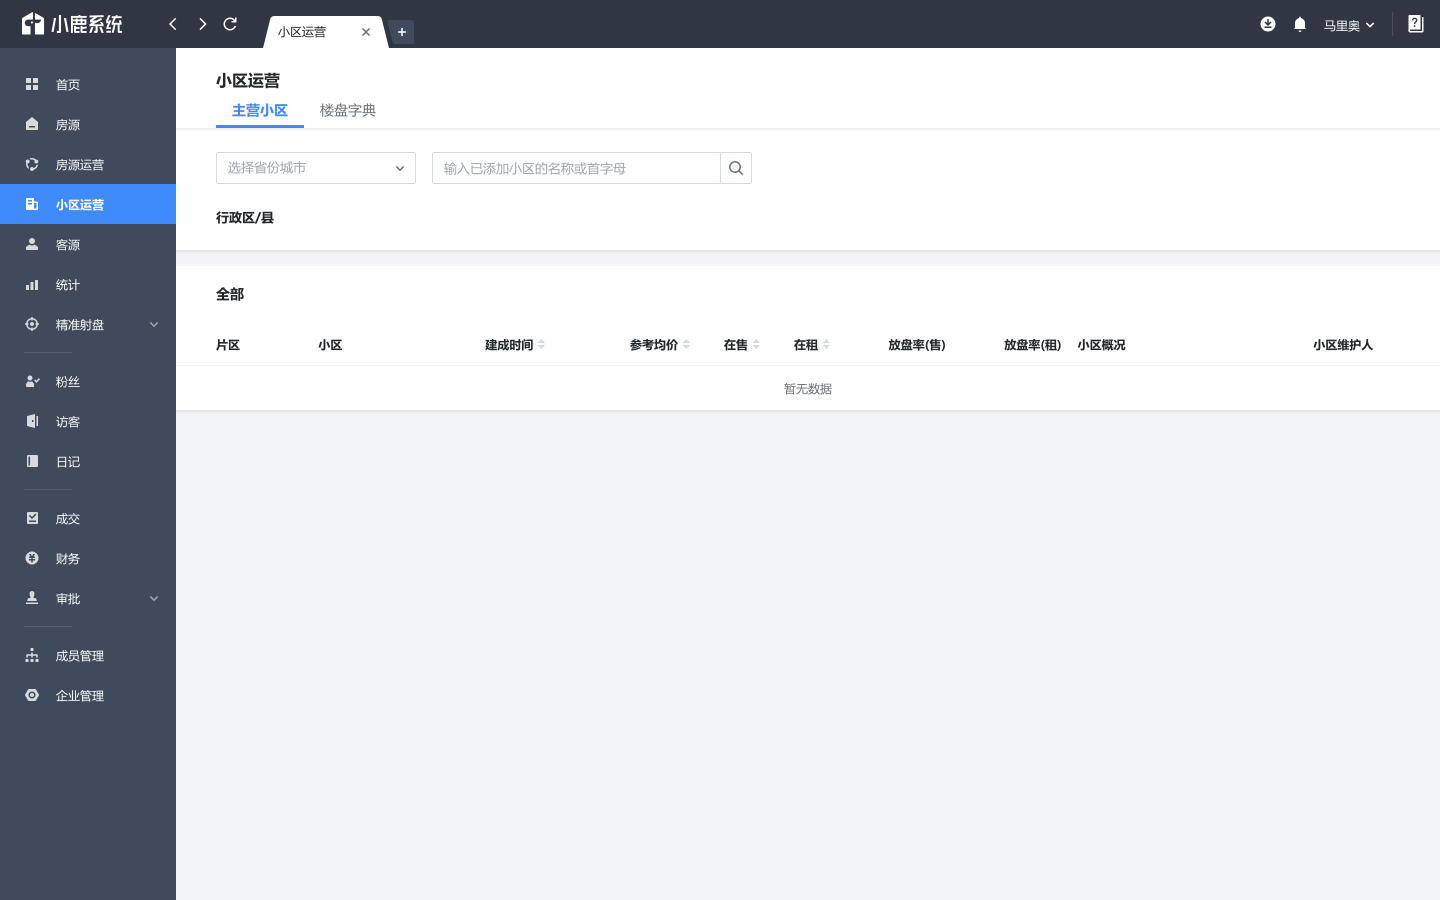 小鹿系统
小区运营
马里奥
首页
房源
房源运营
小区运营
客源
统计
精准射盘
粉丝
访客
日记
成交
财务
审批
成员管理
企业管理
小区运营
主营小区 楼盘字典
选择省份城市 输入已添加小区的名称或首字母
行政区/县
全部
片区 小区 建成时间 参考均价 在售 在租 放盘率(售) 放盘率(租) 小区概况 小区维护人
暂无数据